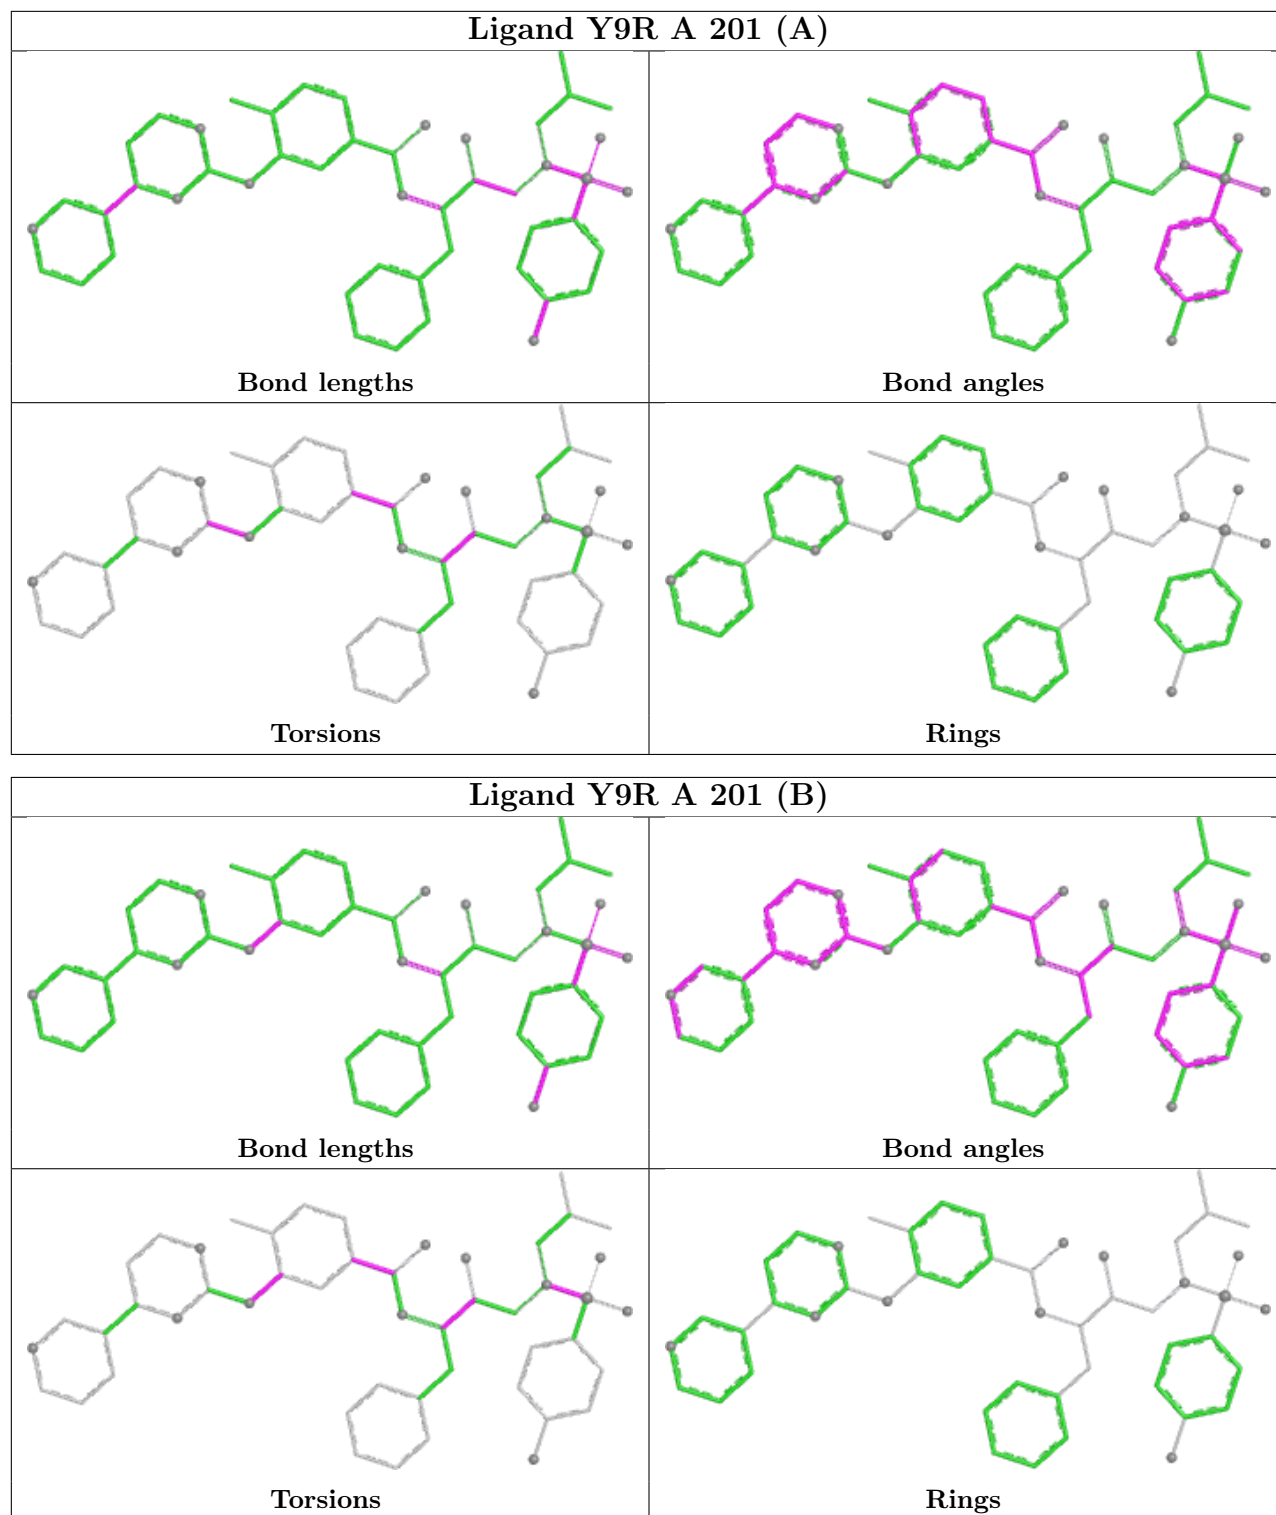 Ligand Y9R A 201 (A)
Bond lengths
Bond angles
Torsions
Rings
Ligand Y9R A 201 (B)
Bond lengths
Bond angles
Torsions
Rings